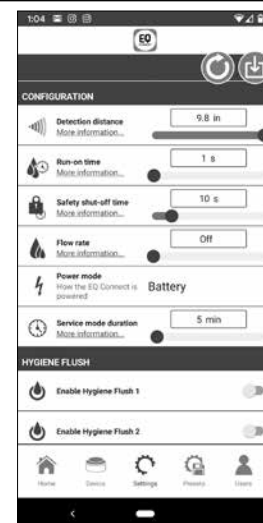 1:04
EQ
CONFIGURATION
Detection distance
More information...
9.8 in
Run-on time
More information...
1 s
Safety shut-off time
More information...
10 s
Flow rate
More information...
Off
Power mode
How the EQ Connect is
powered
Battery
Service mode duration
More information...
5 min
HYGIENE FLUSH
Enable Hygiene Flush 1
Enable Hygiene Flush 2
Home
Device
Settings
Presets
Users